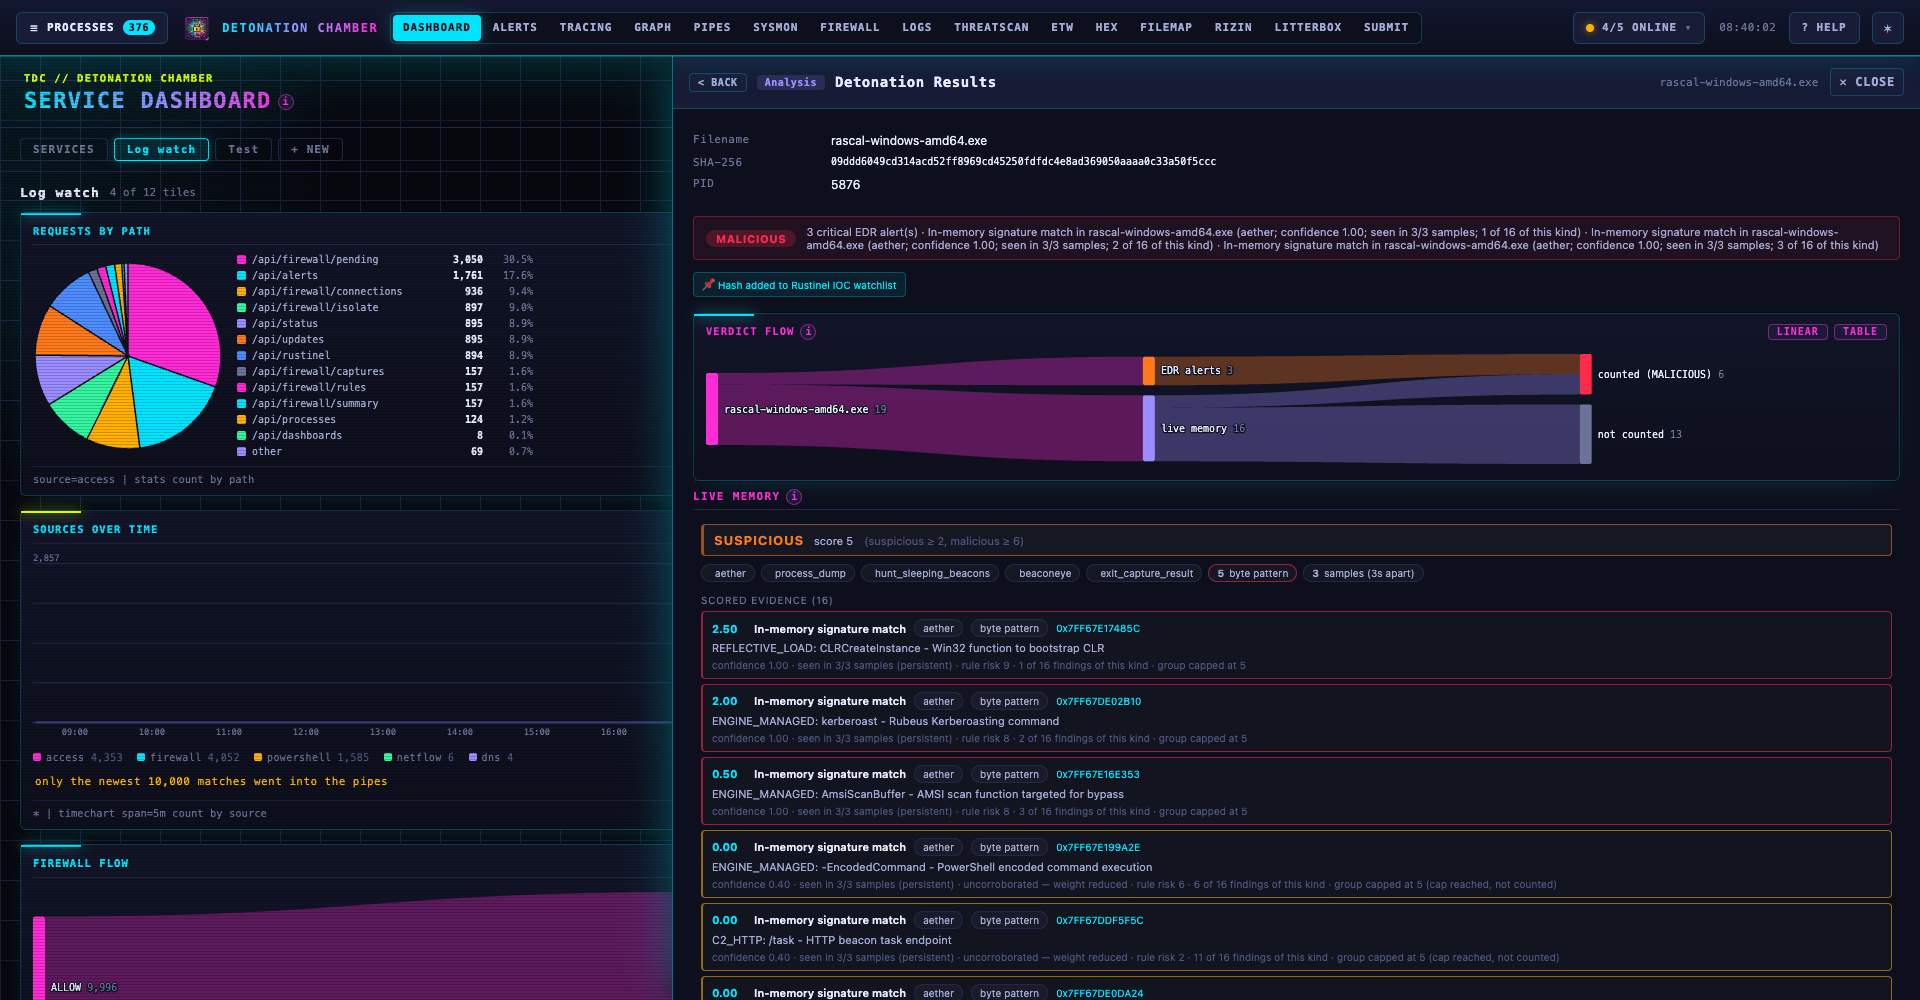 ≡ PROCESSES 376
DETONATION CHAMBER
DASHBOARD ALERTS TRACING GRAPH PIPES SYSMON FIREWALL LOGS THREATSCAN ETW HEX FILEMAP RIZIN LITTERBOX SUBMIT
4/5 ONLINE ▾
08:40:02
? HELP
TDC // DETONATION CHAMBER
SERVICE DASHBOARD i
SERVICES Log watch Test + NEW
Log watch 4 of 12 tiles
REQUESTS BY PATH
/api/firewall/pending 3,050 30.5%
/api/alerts 1,761 17.6%
/api/firewall/connections 936 9.4%
/api/firewall/isolate 897 9.0%
/api/status 895 8.9%
/api/updates 895 8.9%
/api/rustinel 894 8.9%
/api/firewall/captures 157 1.6%
/api/firewall/rules 157 1.6%
/api/firewall/summary 157 1.6%
/api/processes 124 1.2%
/api/dashboards 8 0.1%
other 69 0.7%
source=access | stats count by path
SOURCES OVER TIME
2,857
09:00 10:00 11:00 12:00 13:00 14:00 15:00 16:00
access 4,353 firewall 4,052 powershell 1,585 netflow 6 dns 4
only the newest 10,000 matches went into the pipes
* | timechart span=5m count by source
FIREWALL FLOW
ALLOW 9,996
< BACK Analysis Detonation Results
rascal-windows-amd64.exe
× CLOSE
Filename rascal-windows-amd64.exe
SHA-256 09ddd6049cd314acd52ff8969cd45250fdfdc4e8ad369050aaaa0c33a50f5ccc
PID 5876
MALICIOUS
3 critical EDR alert(s) · In-memory signature match in rascal-windows-amd64.exe (aether; confidence 1.00; seen in 3/3 samples; 1 of 16 of this kind) · In-memory signature match in rascal-windows-
amd64.exe (aether; confidence 1.00; seen in 3/3 samples; 2 of 16 of this kind) · In-memory signature match in rascal-windows-amd64.exe (aether; confidence 1.00; seen in 3/3 samples; 3 of 16 of this kind)
Hash added to Rustinel IOC watchlist
VERDICT FLOW i
LINEAR TABLE
rascal-windows-amd64.exe 19
EDR alerts 3
live memory 16
counted (MALICIOUS) 6
not counted 13
LIVE MEMORY i
SUSPICIOUS score 5 (suspicious ≥ 2, malicious ≥ 6)
aether process_dump hunt_sleeping_beacons beaconeye exit_capture_result 5 byte pattern 3 samples (3s apart)
SCORED EVIDENCE (16)
2.50 In-memory signature match aether byte pattern 0x7FF67E17485C
REFLECTIVE_LOAD: CLRCreateInstance - Win32 function to bootstrap CLR
confidence 1.00 · seen in 3/3 samples (persistent) · rule risk 9 · 1 of 16 findings of this kind · group capped at 5
2.00 In-memory signature match aether byte pattern 0x7FF67DE02B10
ENGINE_MANAGED: kerberoast - Rubeus Kerberoasting command
confidence 1.00 · seen in 3/3 samples (persistent) · rule risk 8 · 2 of 16 findings of this kind · group capped at 5
0.50 In-memory signature match aether byte pattern 0x7FF67E16E353
ENGINE_MANAGED: AmsiScanBuffer - AMSI scan function targeted for bypass
confidence 1.00 · seen in 3/3 samples (persistent) · rule risk 8 · 3 of 16 findings of this kind · group capped at 5
0.00 In-memory signature match aether byte pattern 0x7FF67E199A2E
ENGINE_MANAGED: -EncodedCommand - PowerShell encoded command execution
confidence 0.40 · seen in 3/3 samples (persistent) · uncorroborated — weight reduced · rule risk 6 · 6 of 16 findings of this kind · group capped at 5 (cap reached, not counted)
0.00 In-memory signature match aether byte pattern 0x7FF67DDF5F5C
C2_HTTP: /task - HTTP beacon task endpoint
confidence 0.40 · seen in 3/3 samples (persistent) · uncorroborated — weight reduced · rule risk 2 · 11 of 16 findings of this kind · group capped at 5 (cap reached, not counted)
0.00 In-memory signature match aether byte pattern 0x7FF67DE0DA24